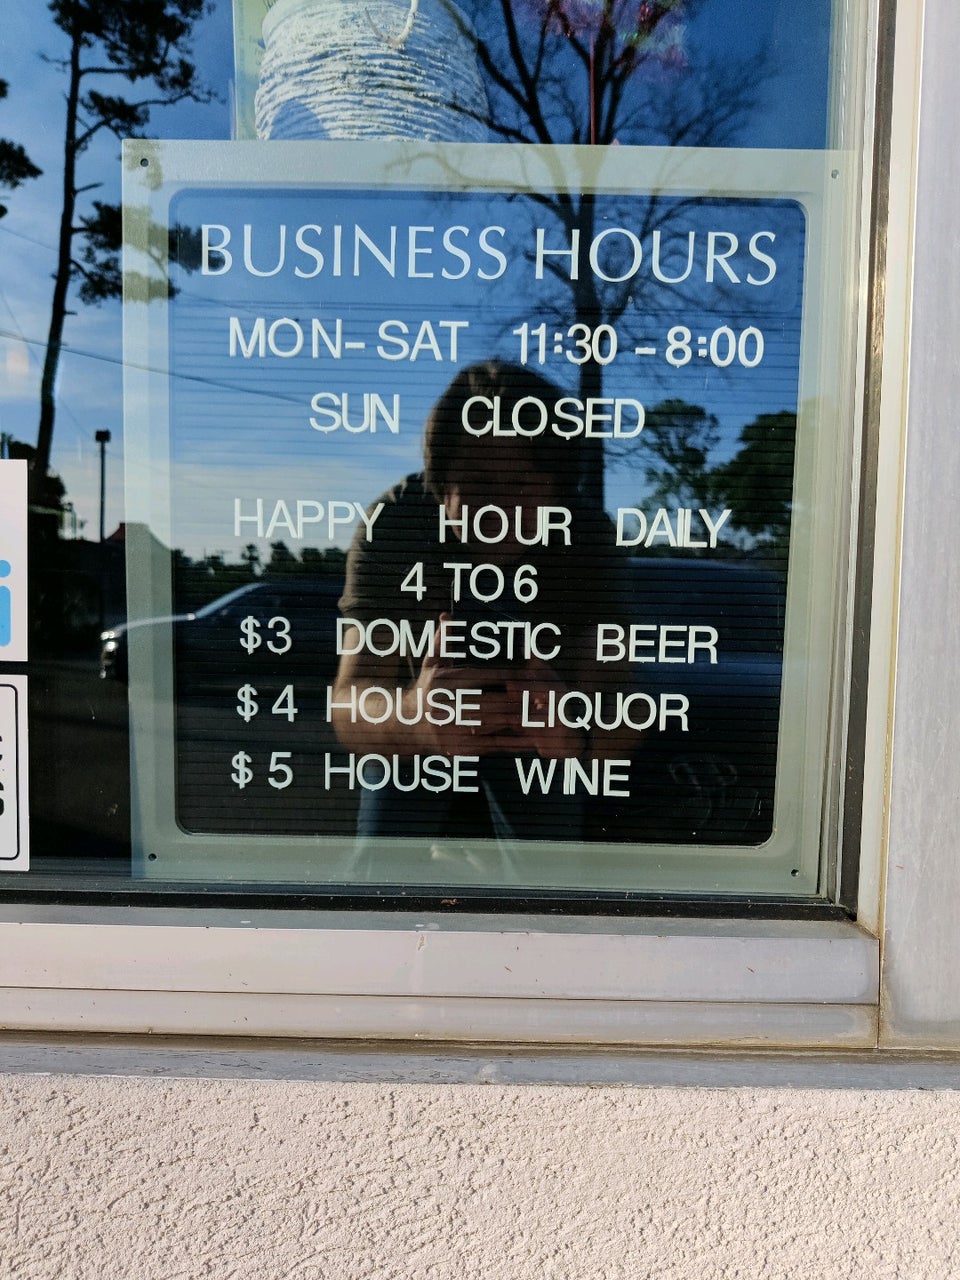 BUSINESS HOURS
MON-SAT 11:30 - 8:00
SUN CLOSED
HAPPY HOUR DAILY
4 TO 6
$3 DOMESTIC BEER
$4 HOUSE LIQUOR
$5 HOUSE WINE